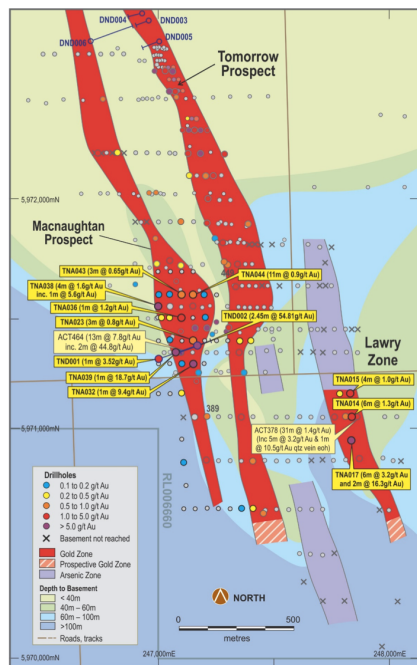 DND004
DND003
DND006
DND005
Tomorrow
Prospect
5,972,000mN
Macnaughtan
Prospect
TNA043 (3m @ 0.65g/t Au)
TNA038 (4m @ 1.6g/t Au
inc. 1m @ 5.6g/t Au)
TNA044 (11m @ 0.9g/t Au)
TNA036 (1m @ 1.2g/t Au)
TNA023 (3m @ 0.8g/t Au)
TND002 (2.45m @ 54.81g/t Au)
ACT464 (13m @ 7.8g/t Au
inc. 2m @ 44.8g/t Au)
Lawry
Zone
TND001 (1m @ 3.52g/t Au)
TNA039 (1m @ 18.7g/t Au)
TNA032 (1m @ 9.4g/t Au)
TNA015 (4m @ 1.0g/t Au)
TNA014 (6m @ 1.3g/t Au)
389
5,971,000mN
ACT378 (31m @ 1.4g/t Au)
(Inc 5m @ 3.2g/t Au & 1m
@ 10.5g/t Au qtz vein eoh)
TNA017 (6m @ 3.2g/t Au
and 2m @ 16.3g/t Au)
RL006660
Drillholes
0.1 to 0.2 g/t Au
0.2 to 0.5 g/t Au
0.5 to 1.0 g/t Au
1.0 to 5.0 g/t Au
> 5.0 g/t Au
Basement not reached
Gold Zone
Prospective Gold Zone
Arsenic Zone
Depth to Basement
< 40m
40m – 60m
60m – 100m
>100m
Roads, tracks
NORTH
0
500
metres
5,970,000mN
247,000mE
248,000mE